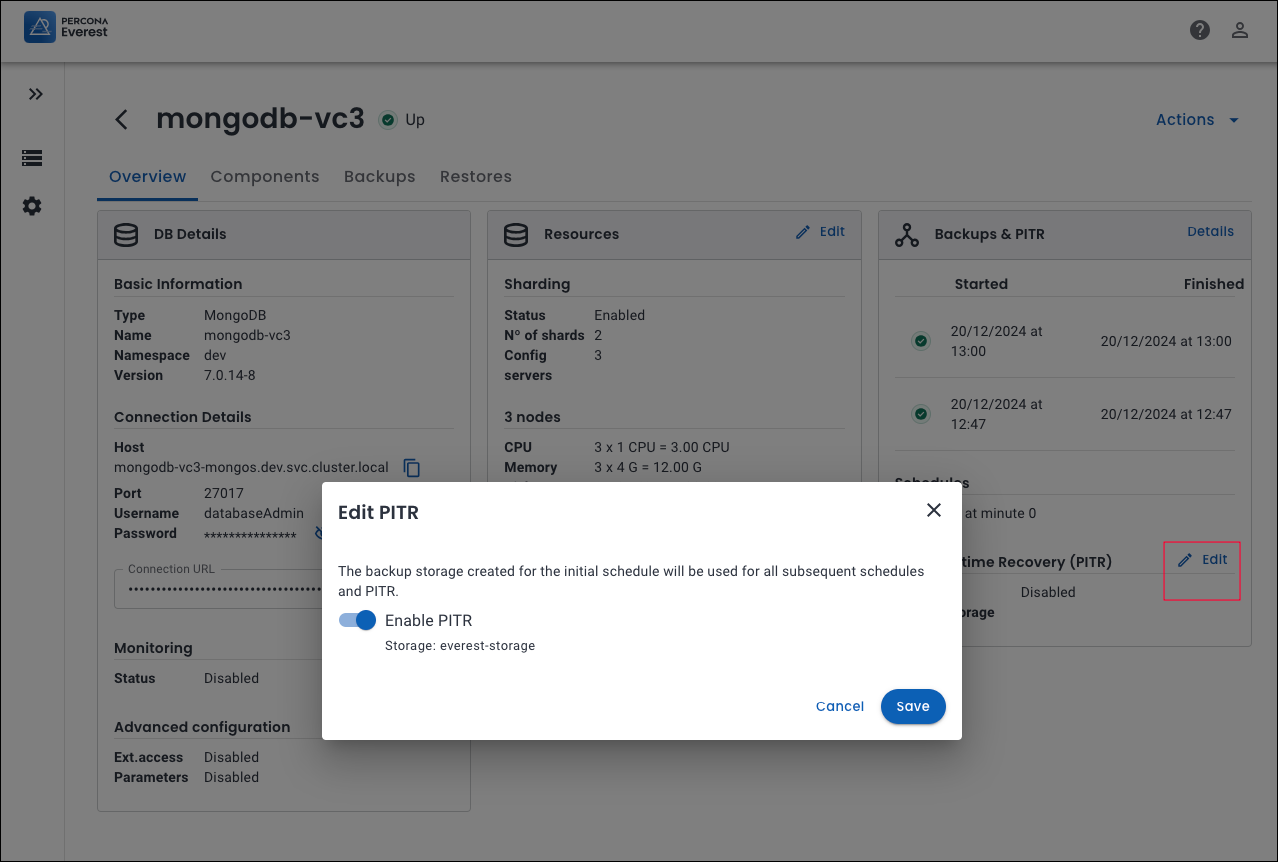 PERCONA
Everest
mongodb-vc3
Up
Actions
Overview
Components
Backups
Restores
DB Details
Basic Information
Type MongoDB
Name mongodb-vc3
Namespace dev
Version 7.0.14-8
Connection Details
Host
mongodb-vc3-mongos.dev.svc.cluster.local
Port 27017
Username databaseAdmin
Password ***************
Connection URL
Monitoring
Status Disabled
Advanced configuration
Ext.access Disabled
Parameters Disabled
Resources
Edit
Sharding
Status Enabled
Nº of shards 2
Config 3
servers
3 nodes
CPU 3 x 1 CPU = 3.00 CPU
Memory 3 x 4 G = 12.00 G
Backups & PITR
Details
Started Finished
20/12/2024 at
13:00
20/12/2024 at 13:00
20/12/2024 at
12:47
20/12/2024 at 12:47
Schedules
at minute 0
time Recovery (PITR)
Edit
Disabled
Edit PITR
The backup storage created for the initial schedule will be used for all subsequent schedules
and PITR.
Enable PITR
Storage: everest-storage
Cancel
Save